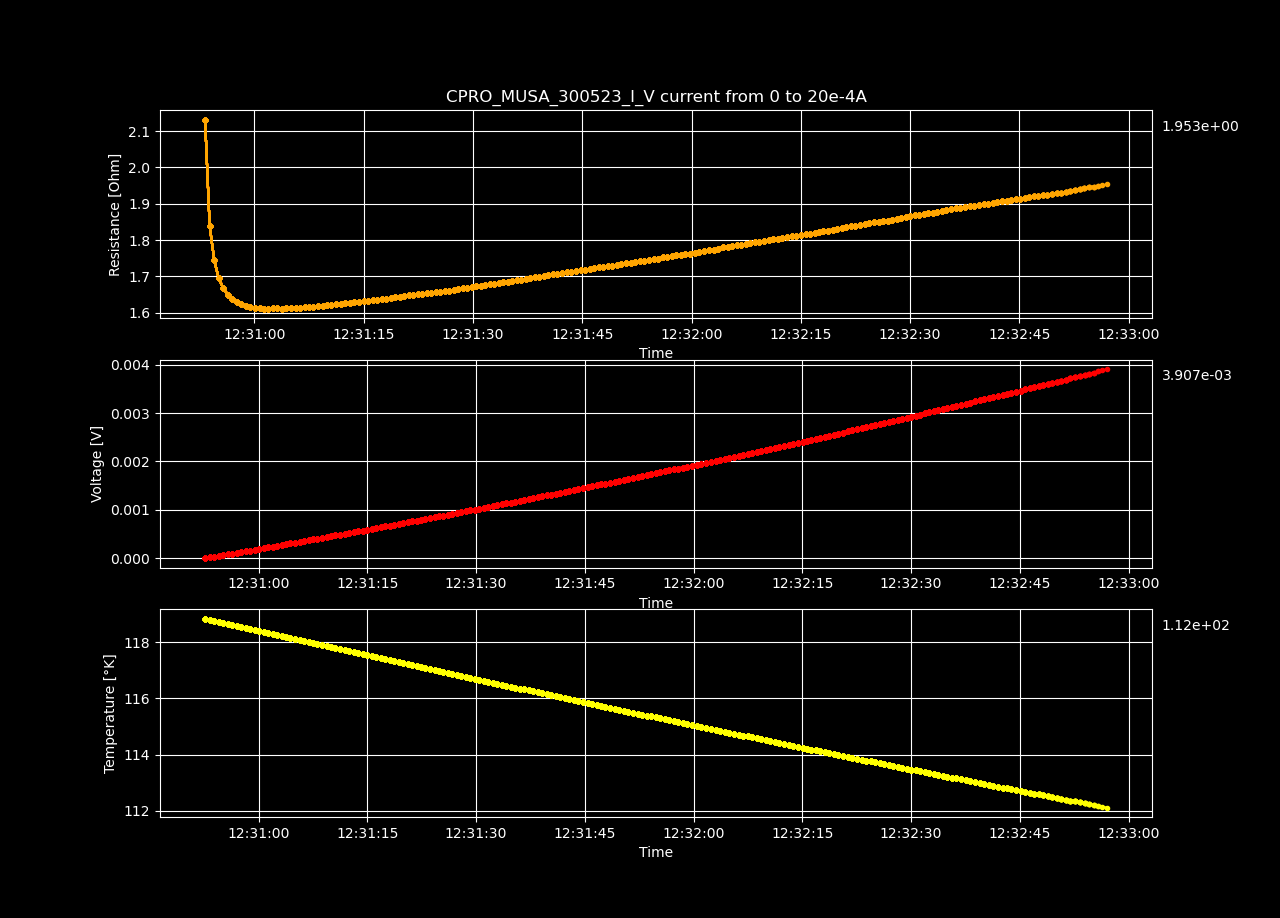 CPRO_MUSA_300523_I_V current from 0 to 20e-4A
1.953e+00
Resistance [Ohm]
2.1
2.0
1.9
1.8
1.7
1.6
12:31:00 12:31:15 12:31:30 12:31:45 12:32:00 12:32:15 12:32:30 12:32:45 12:33:00
Time
3.907e-03
Voltage [V]
0.004
0.003
0.002
0.001
0.000
12:31:00 12:31:15 12:31:30 12:31:45 12:32:00 12:32:15 12:32:30 12:32:45 12:33:00
Time
1.12e+02
Temperature [°K]
118
116
114
112
12:31:00 12:31:15 12:31:30 12:31:45 12:32:00 12:32:15 12:32:30 12:32:45 12:33:00
Time